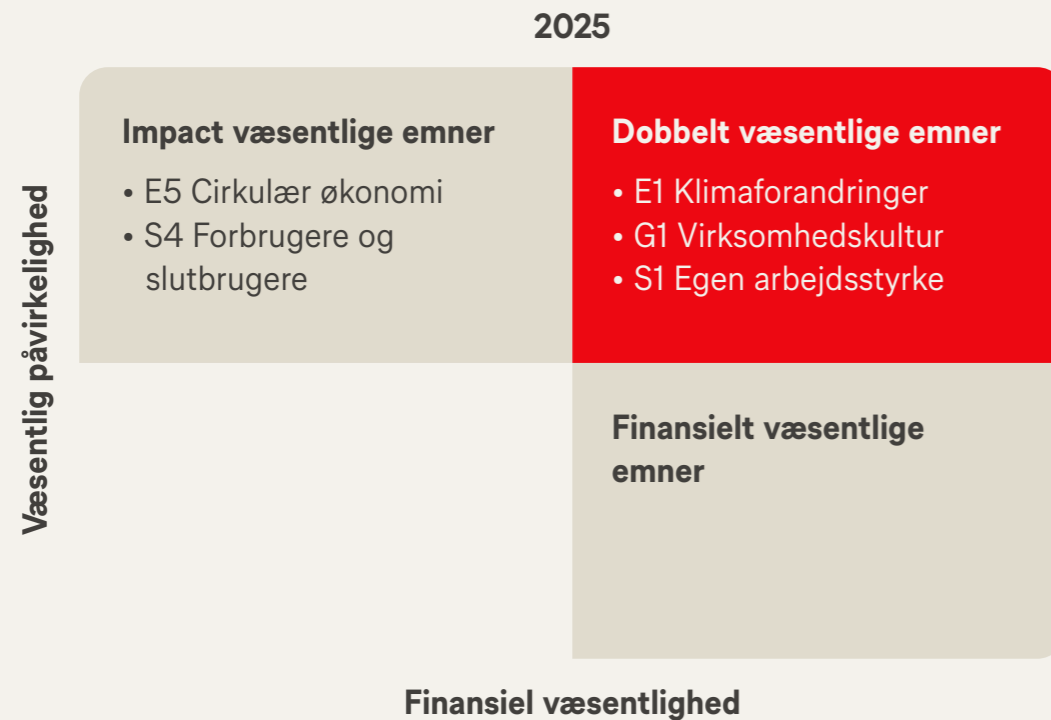 2025
Impact væsentlige emner
• E5 Cirkulær økonomi
• S4 Forbrugere og
slutbrugere
Dobbelt væsentlige emner
• E1 Klimaforandringer
• G1 Virksomhedskultur
• S1 Egen arbejdsstyrke
Finansielt væsentlige
emner
Væsentlig påvirkelighed
Finansiel væsentlighed